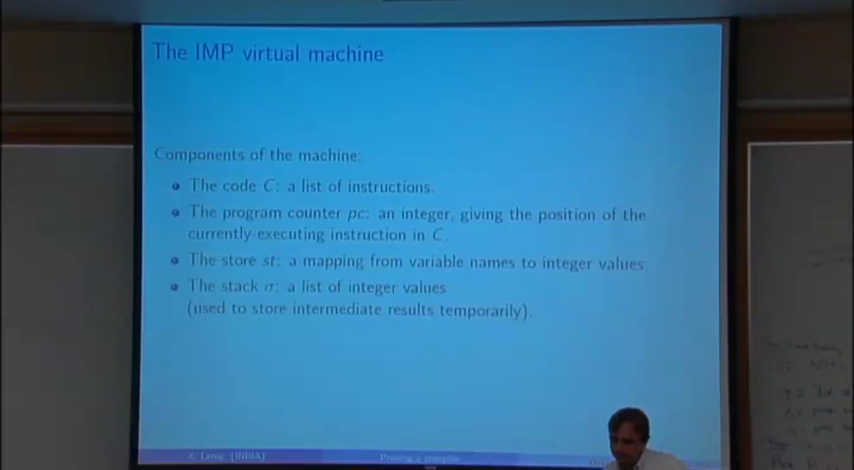 The IMP virtual machine
Components of the machine:
The code C: a list of instructions.
The program counter pc: an integer, giving the position of the
currently-executing instruction in C.
The store st: a mapping from variable names to integer values.
The stack σ: a list of integer values
(used to store intermediate results temporarily).
X. Leroy (INRIA)
Proving a compiler